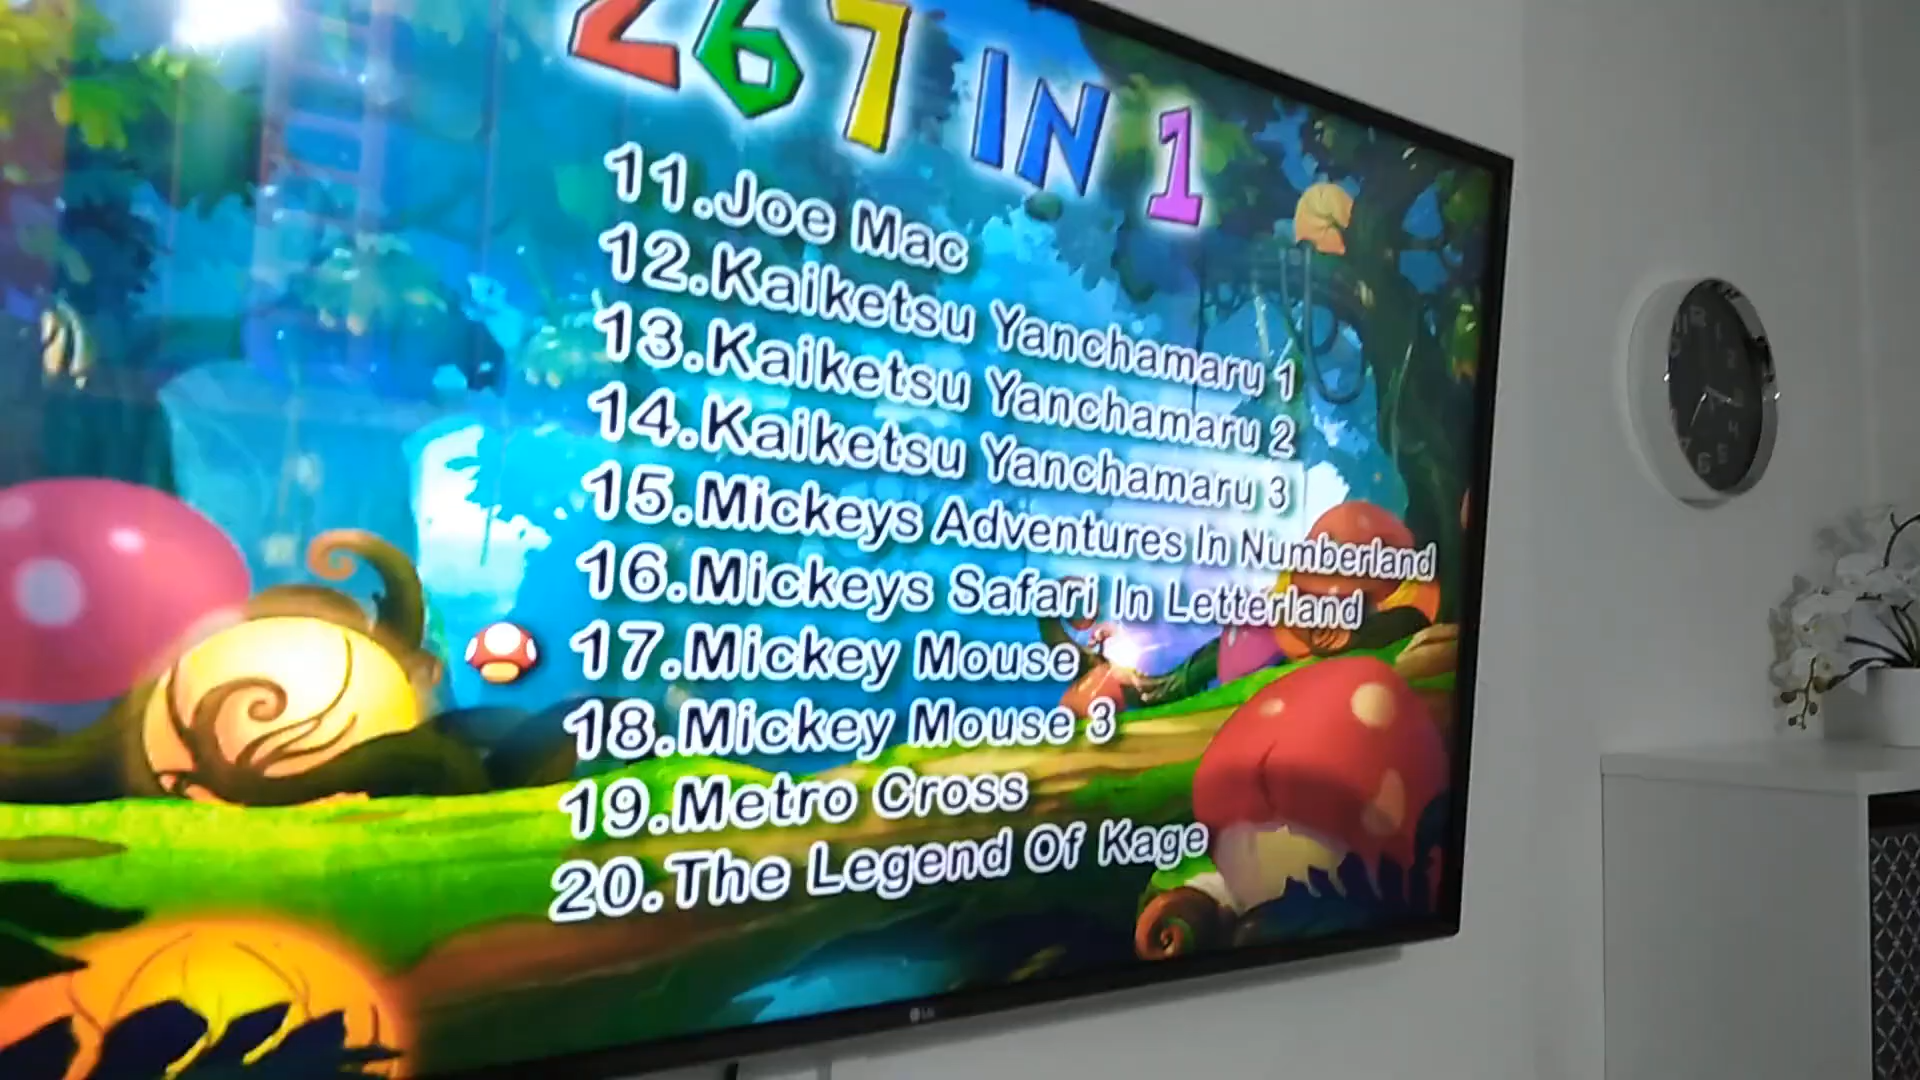 267 IN 1
11.Joe Mac
12.Kaiketsu Yanchamaru 1
13.Kaiketsu Yanchamaru 2
14.Kaiketsu Yanchamaru 3
15.Mickeys Adventures In Numberland
16.Mickeys Safari In Letterland
17.Mickey Mouse
18.Mickey Mouse 3
19.Metro Cross
20.The Legend Of Kage
LG